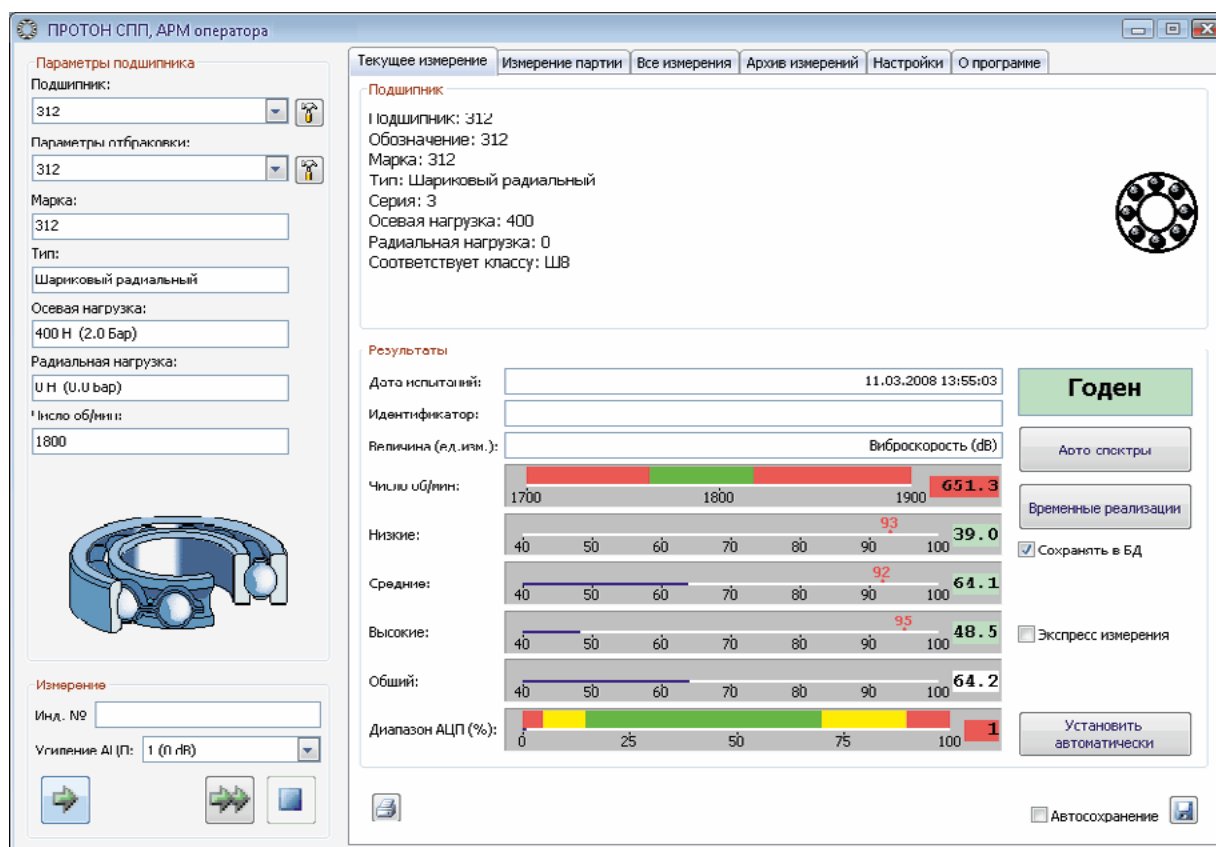 ПРОТОН СПП, АРМ оператора
Параметры подшипника
Подшипник:
312
Параметры отбраковки:
312
Марка:
312
Тип:
Шариковый радиальный
Осевая нагрузка:
400 Н (2.0 Бар)
Радиальная нагрузка:
0 Н (0.0 bар)
Число об/мин:
1800
Измерение
Инд. №
Усиление АЦП: 1 (0 dB)
Текущее измерение Измерение партии Все измерения Архив измерений Настройки О программе
Подшипник
Подшипник: 312
Обозначение: 312
Марка: 312
Тип: Шариковый радиальный
Серия: 3
Осевая нагрузка: 400
Радиальная нагрузка: 0
Соответствует классу: Ш8
Результаты
Дата испытаний: 11.03.2008 13:55:03
Идентификатор:
Величина (ед.изм.): Виброскорость (dB)
Число об/мин: 1700 1800 1900 651.3
Низкие: 40 50 60 70 80 90 100 93 39.0
Средние: 40 50 60 70 80 90 100 92 64.1
Высокие: 40 50 60 70 80 90 100 95 48.5
Общий: 40 50 60 70 80 90 100 64.2
Диапазон АЦП (%): 0 25 50 75 100 1
Годен
Авто спектры
Временные реализации
Сохранять в БД
Экспресс измерения
Установить
автоматически
Автосохранение